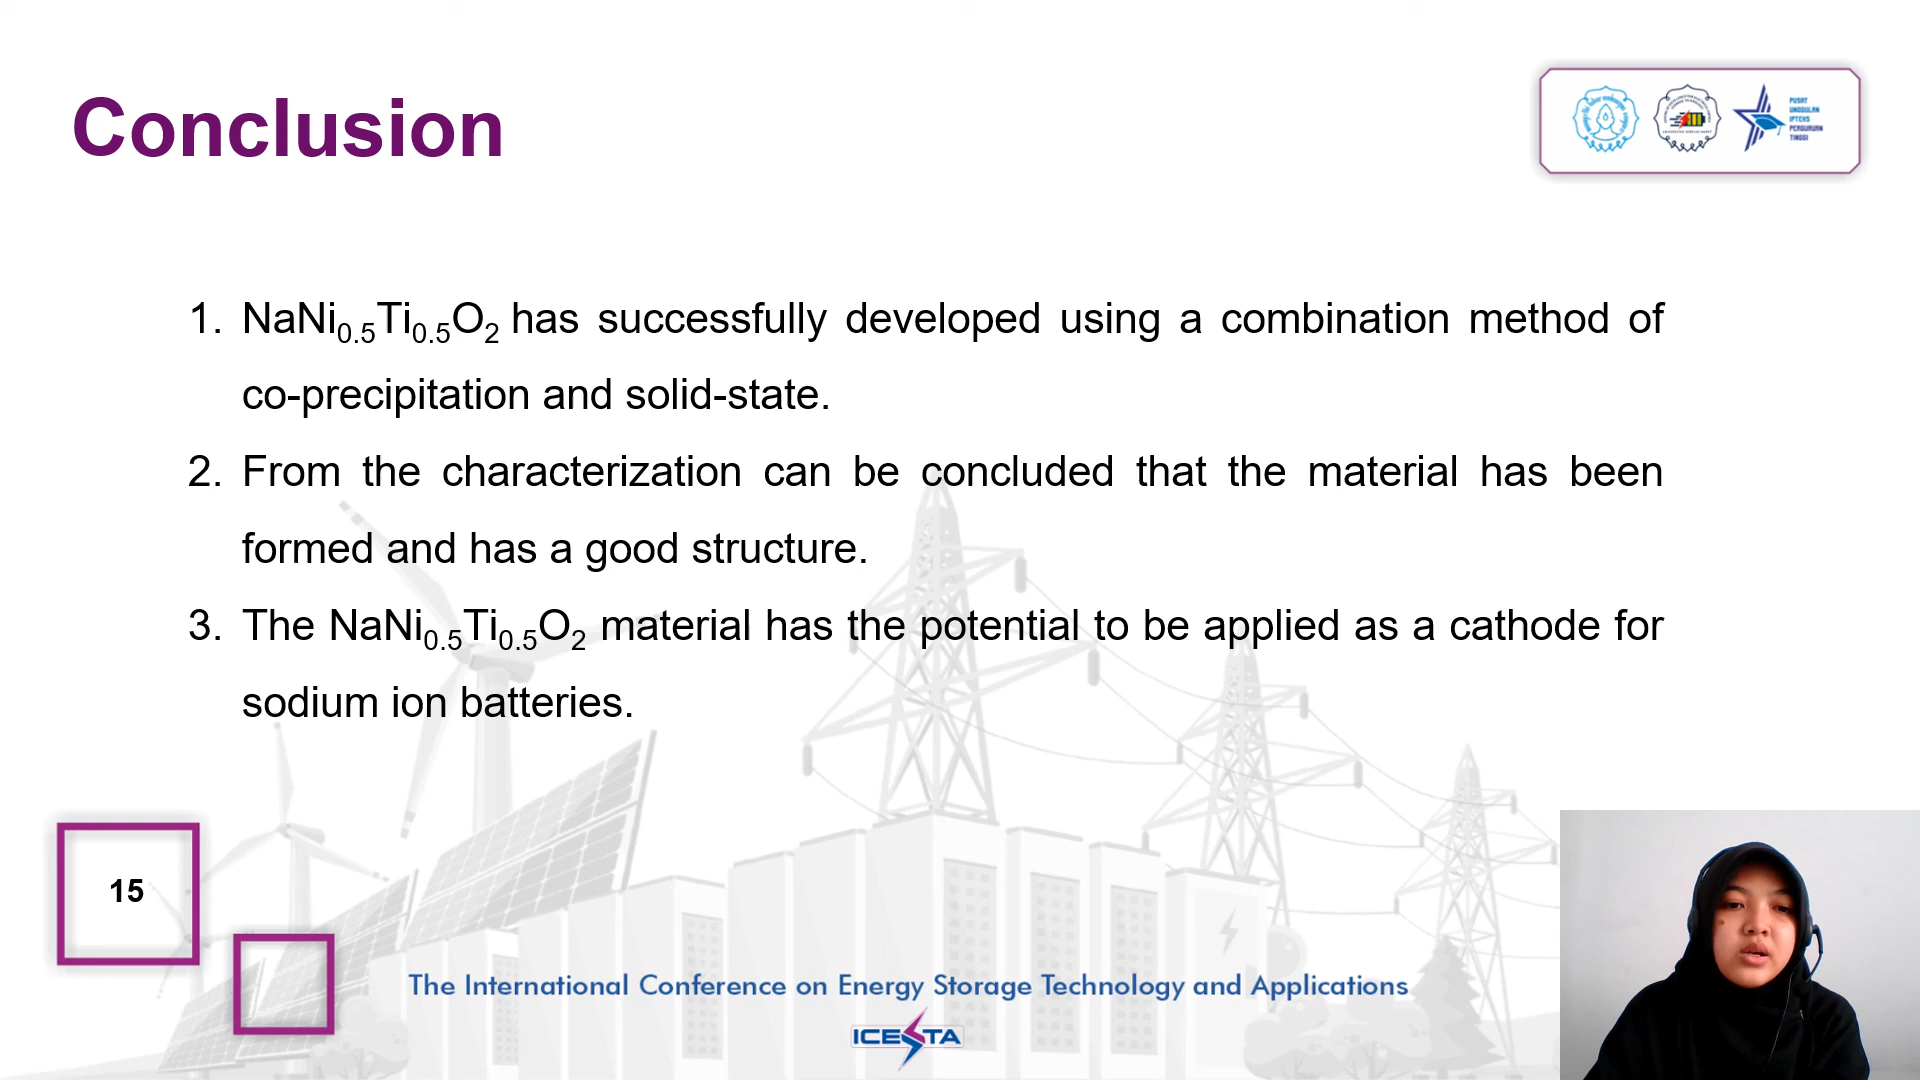 Conclusion
PUSAT
UNGGULAN
IPTEKS
PERGURUAN
TINGGI
1. NaNi0.5Ti0.5O2 has successfully developed using a combination method of
co-precipitation and solid-state.
2. From the characterization can be concluded that the material has been
formed and has a good structure.
3. The NaNi0.5Ti0.5O2 material has the potential to be applied as a cathode for
sodium ion batteries.
15
The International Conference on Energy Storage Technology and Applications
ICESTA